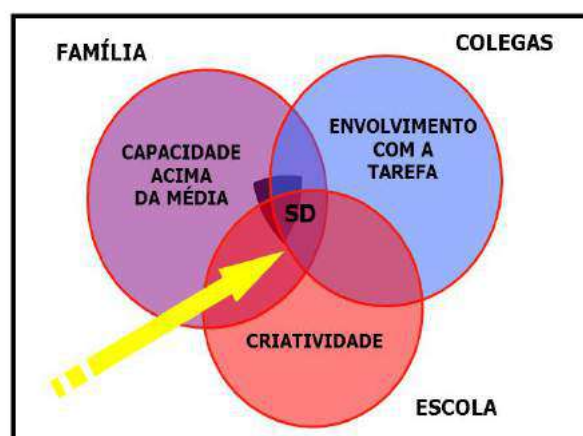 FAMÍLIA
COLEGAS
CAPACIDADE
ACIMA
DA MÉDIA
ENVOLVIMENTO
COM A
TAREFA
SD
CRIATIVIDADE
ESCOLA